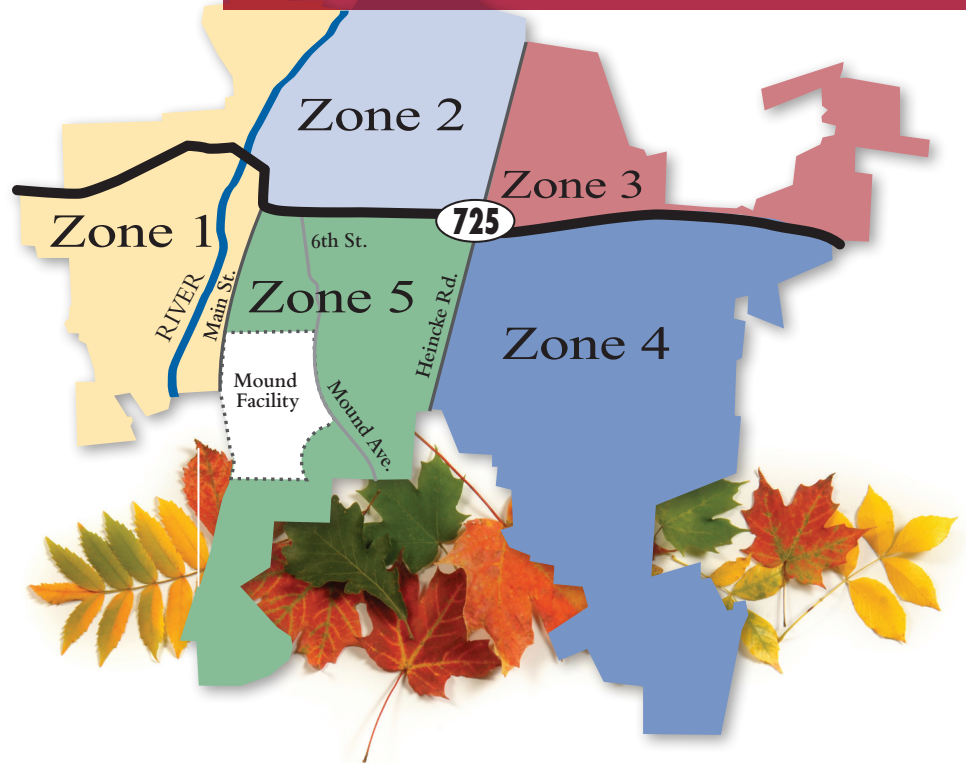 Zone 2
Zone 3
Zone 1
725
6th St.
Zone 5
RIVER
Main St.
Heincke Rd.
Zone 4
Mound
Facility
Mound Ave.